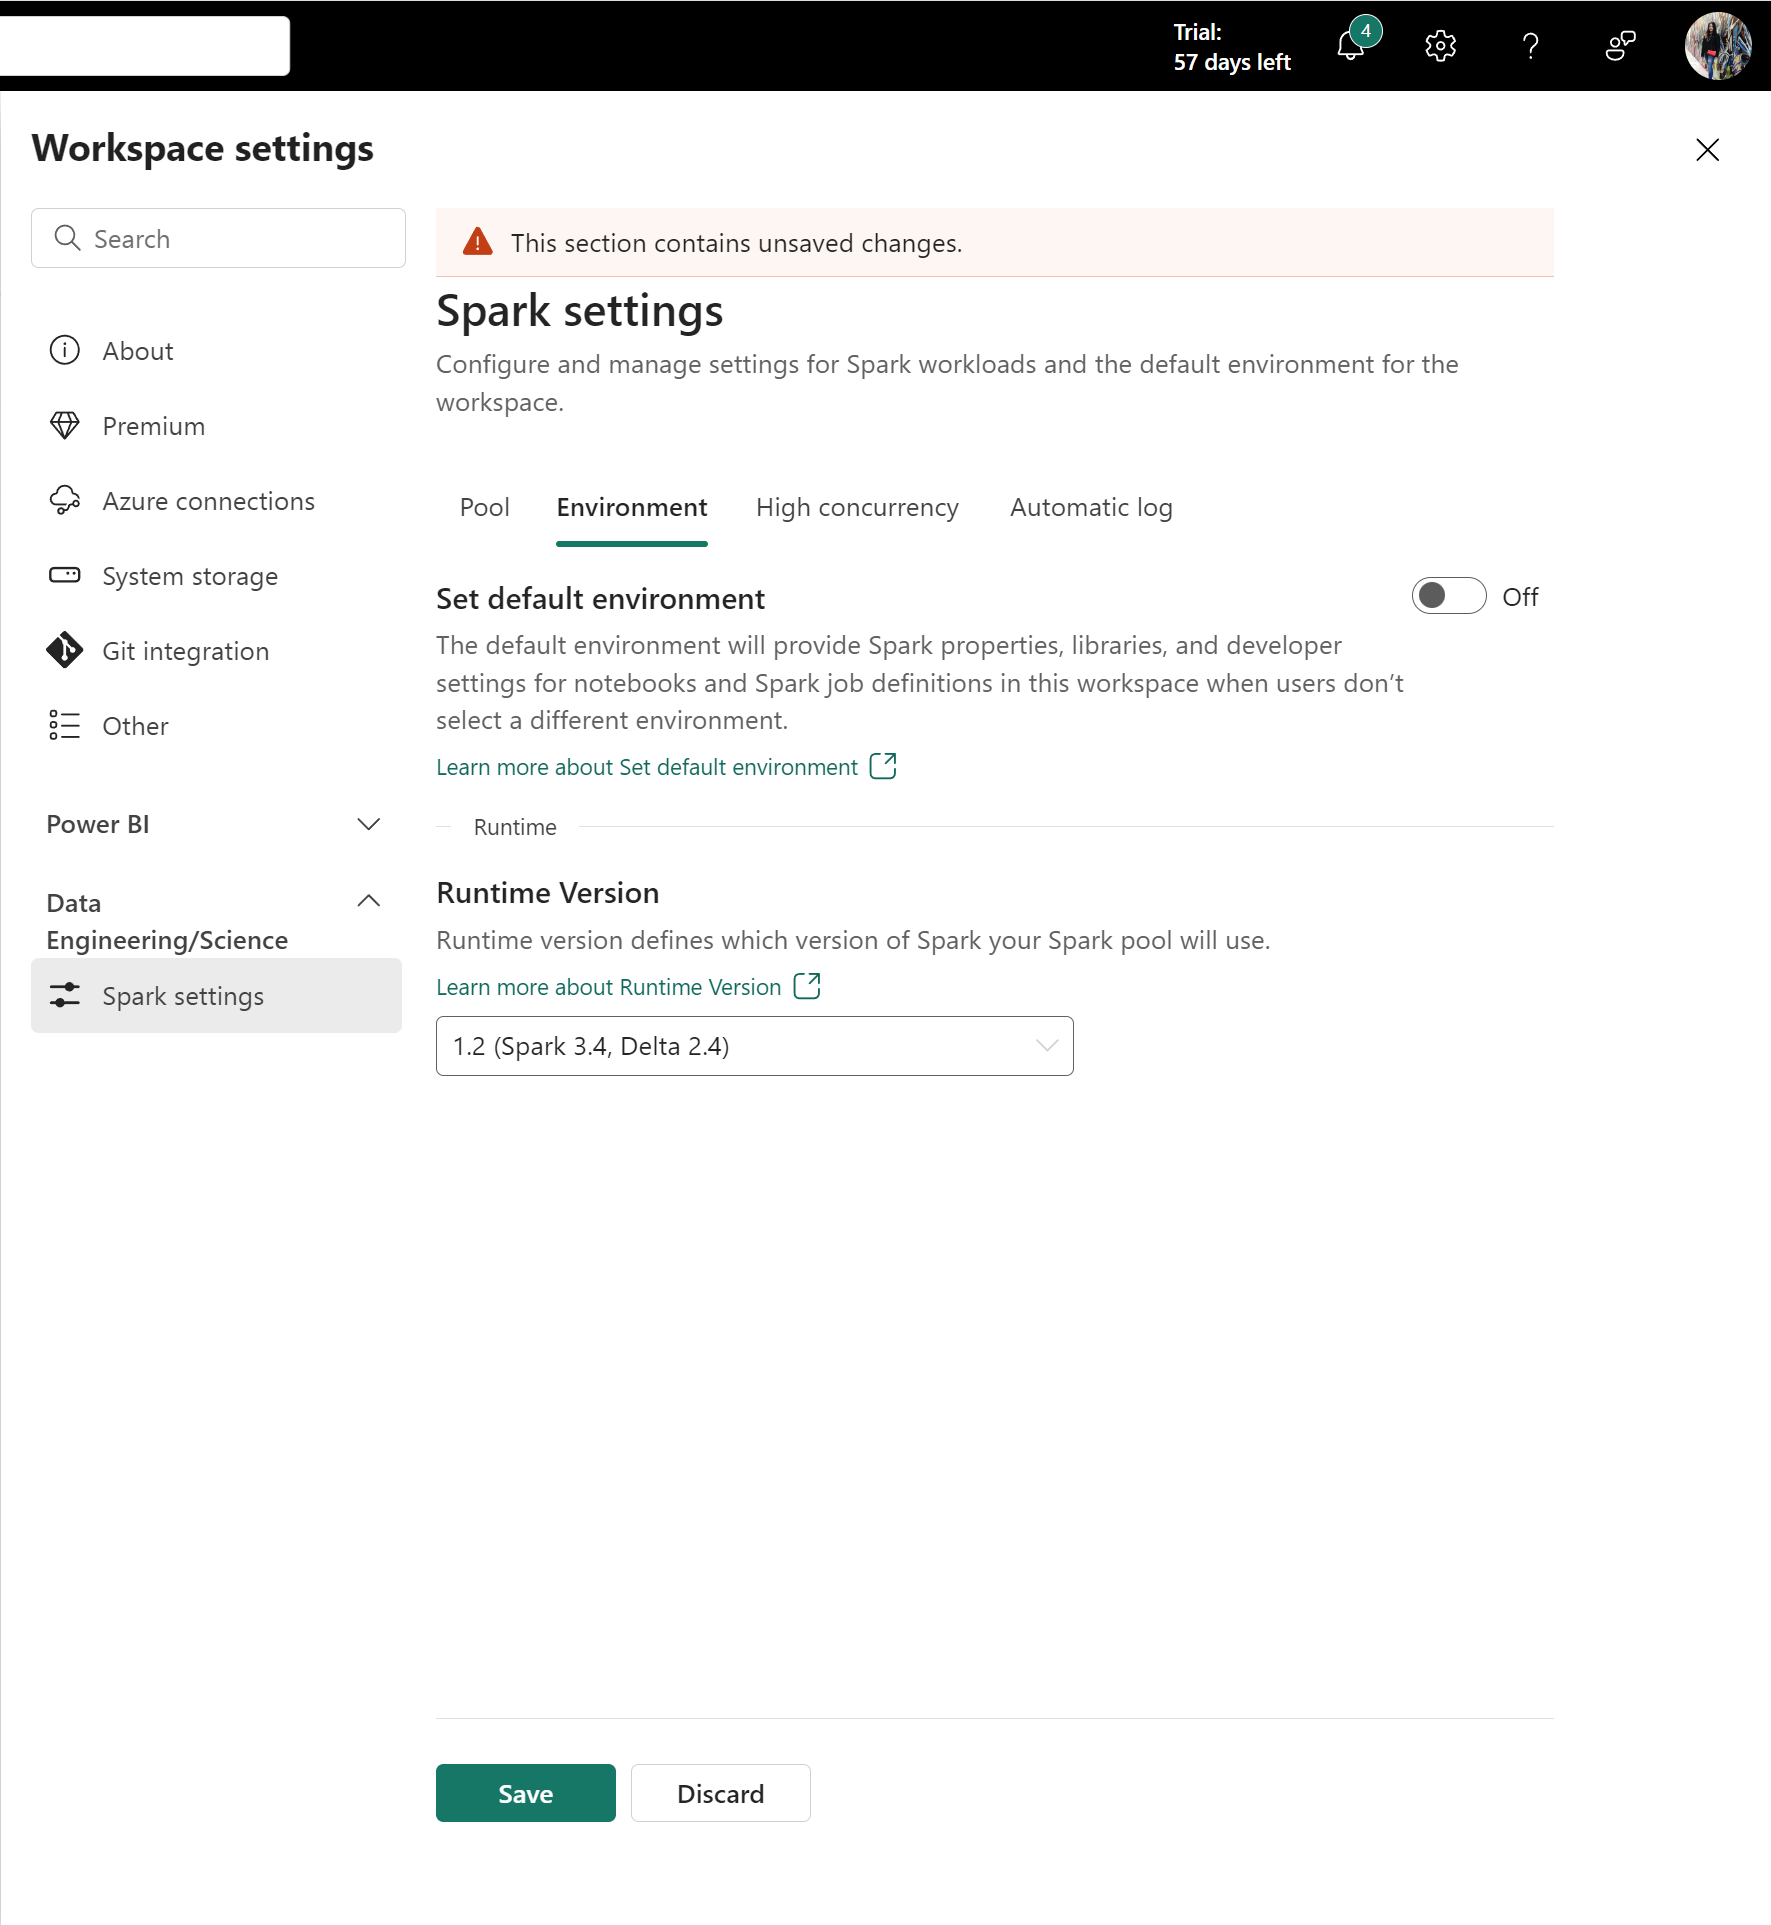 Trial:
57 days left
4
Workspace settings
Search
About
Premium
Azure connections
System storage
Git integration
Other
Power BI
Data
Engineering/Science
Spark settings
This section contains unsaved changes.
Spark settings
Configure and manage settings for Spark workloads and the default environment for the
workspace.
Pool Environment High concurrency Automatic log
Set default environment
Off
The default environment will provide Spark properties, libraries, and developer
settings for notebooks and Spark job definitions in this workspace when users don’t
select a different environment.
Learn more about Set default environment
Runtime
Runtime Version
Runtime version defines which version of Spark your Spark pool will use.
Learn more about Runtime Version
1.2 (Spark 3.4, Delta 2.4)
Save Discard